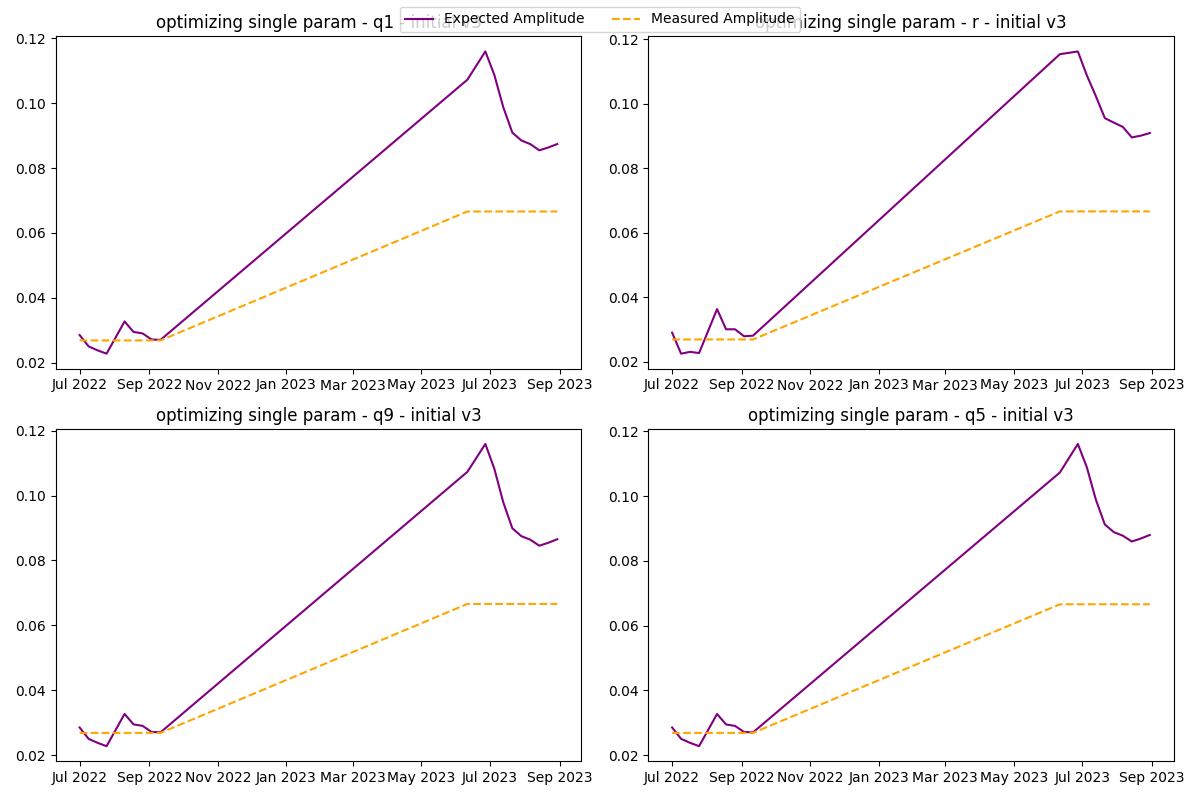 Expected Amplitude Measured Amplitude
optimizing single param - q1 - initial v3
0.12
0.10
0.08
0.06
0.04
0.02
Jul 2022 Sep 2022 Nov 2022 Jan 2023 Mar 2023 May 2023 Jul 2023 Sep 2023
optimizing single param - r - initial v3
0.12
0.10
0.08
0.06
0.04
0.02
Jul 2022 Sep 2022 Nov 2022 Jan 2023 Mar 2023 May 2023 Jul 2023 Sep 2023
optimizing single param - q9 - initial v3
0.12
0.10
0.08
0.06
0.04
0.02
Jul 2022 Sep 2022 Nov 2022 Jan 2023 Mar 2023 May 2023 Jul 2023 Sep 2023
optimizing single param - q5 - initial v3
0.12
0.10
0.08
0.06
0.04
0.02
Jul 2022 Sep 2022 Nov 2022 Jan 2023 Mar 2023 May 2023 Jul 2023 Sep 2023